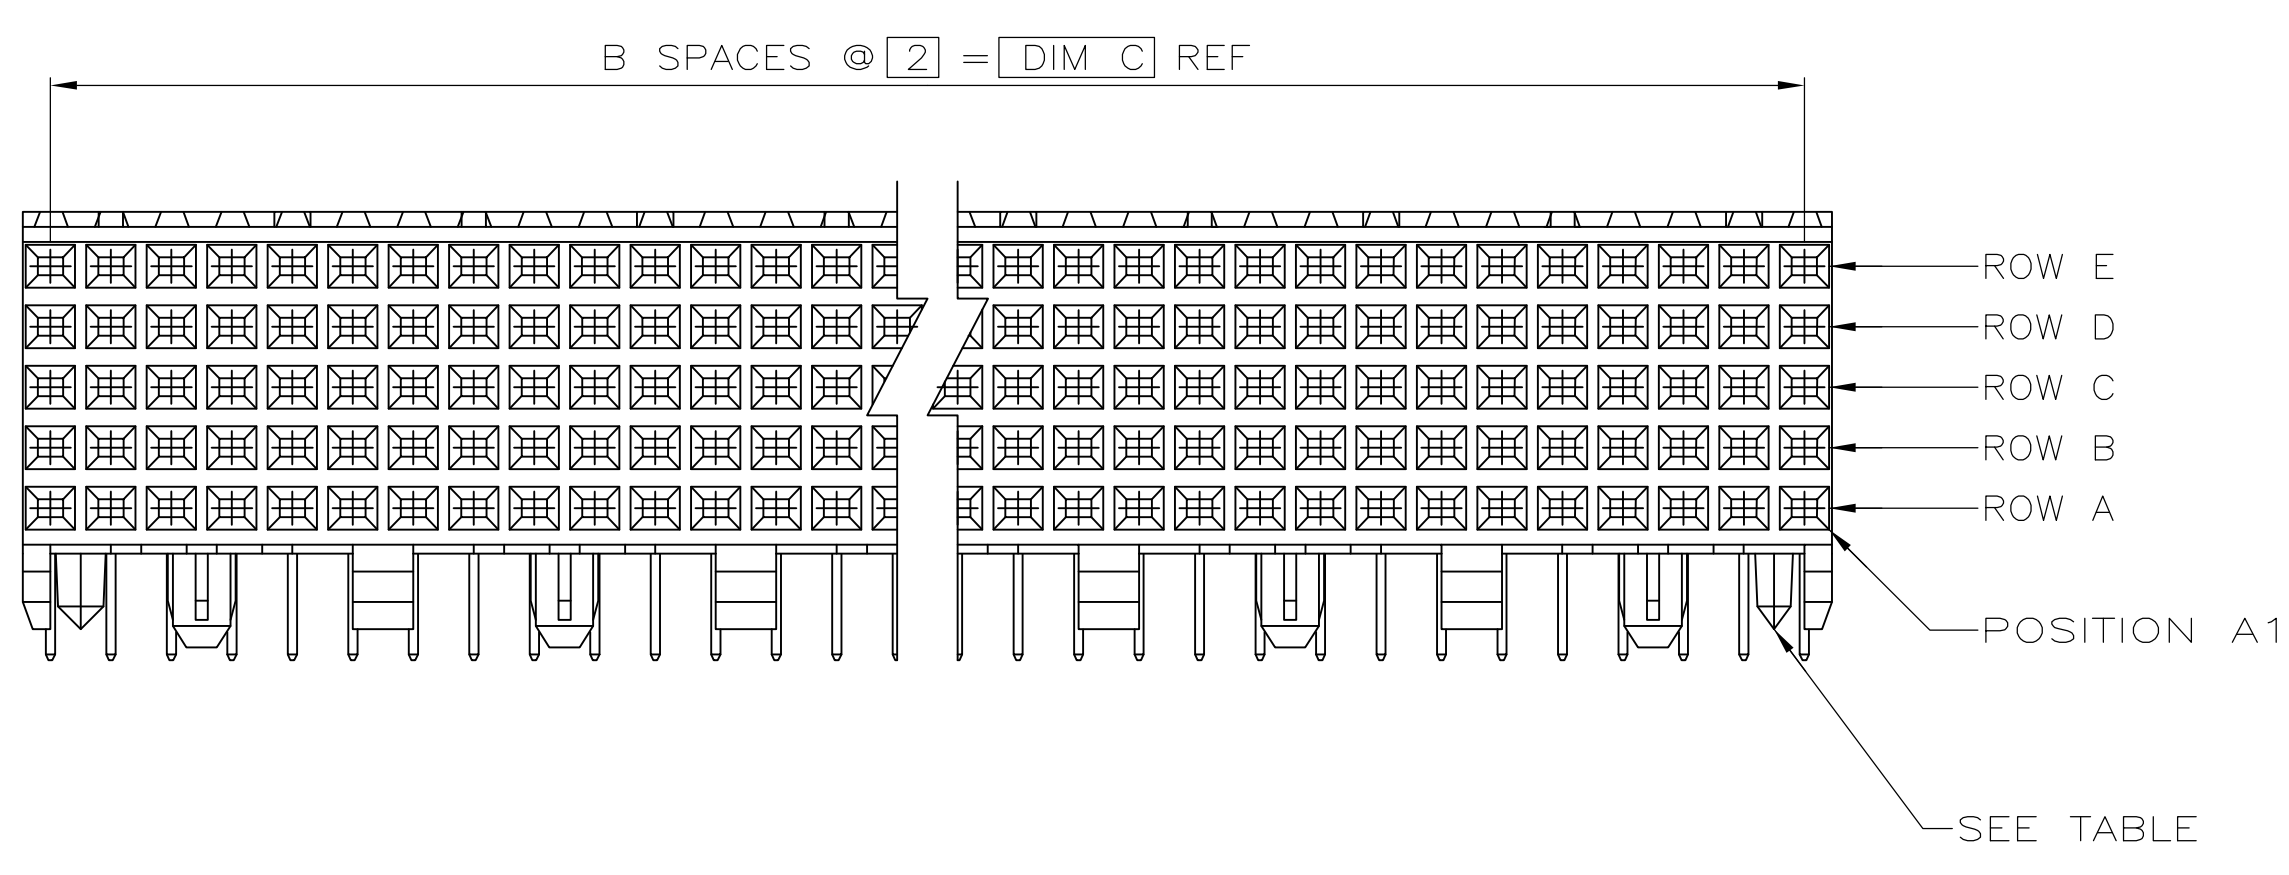 B SPACES @ 2 = DIM C REF
ROW E
ROW D
ROW C
ROW B
ROW A
POSITION A1
SEE TABLE